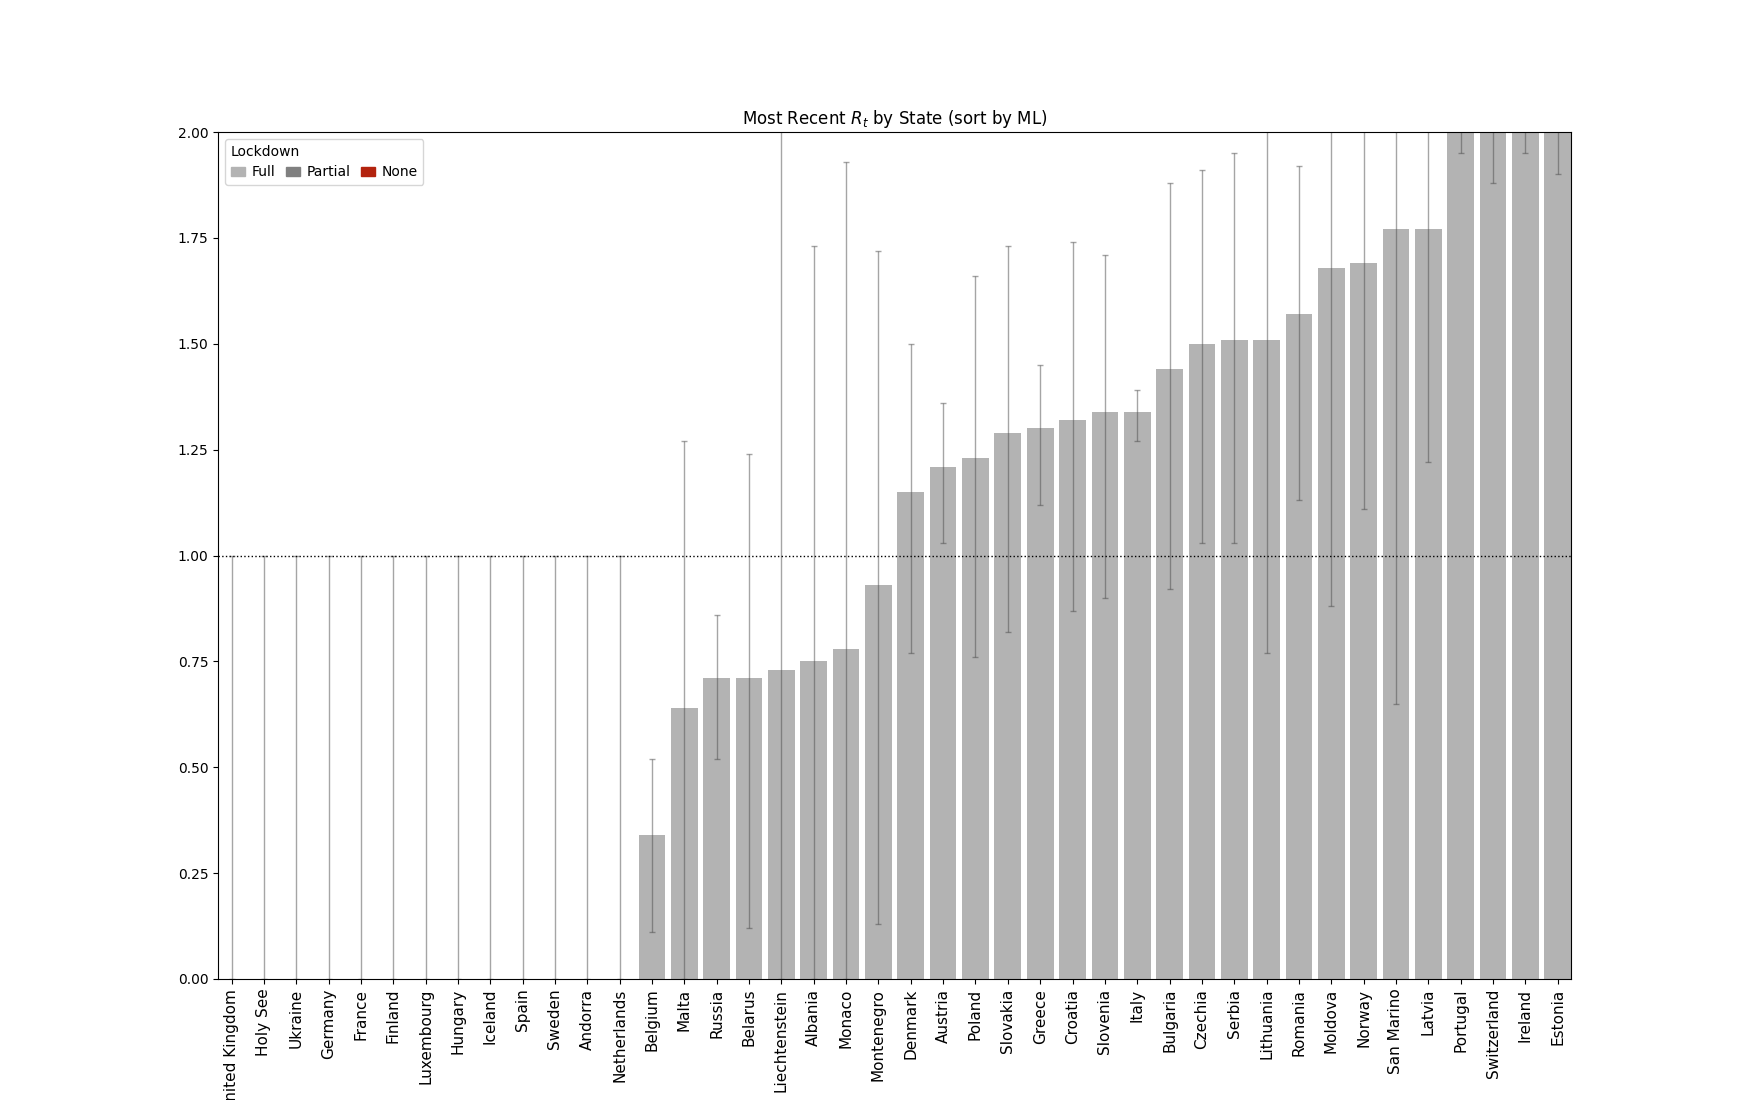 Most Recent Rt by State (sort by ML)
Lockdown
Full Partial None
2.00
1.75
1.50
1.25
1.00
0.75
0.50
0.25
0.00
nited Kingdom
Holy See
Ukraine
Germany
France
Finland
Luxembourg
Hungary
Iceland
Spain
Sweden
Andorra
Netherlands
Belgium
Malta
Russia
Belarus
Liechtenstein
Albania
Monaco
Montenegro
Denmark
Austria
Poland
Slovakia
Greece
Croatia
Slovenia
Italy
Bulgaria
Czechia
Serbia
Lithuania
Romania
Moldova
Norway
San Marino
Latvia
Portugal
Switzerland
Ireland
Estonia